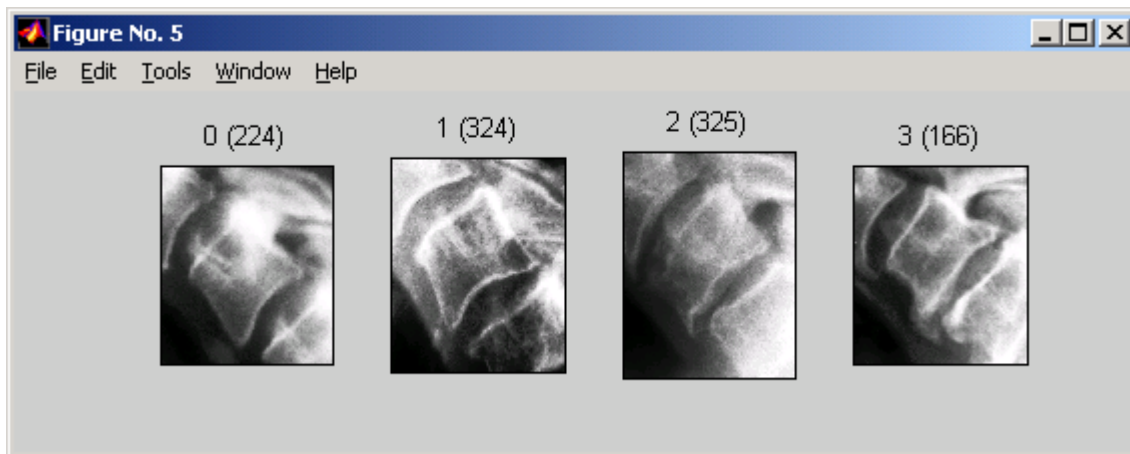 Figure No. 5
File Edit Tools Window Help
0 (224)
1 (324)
2 (325)
3 (166)